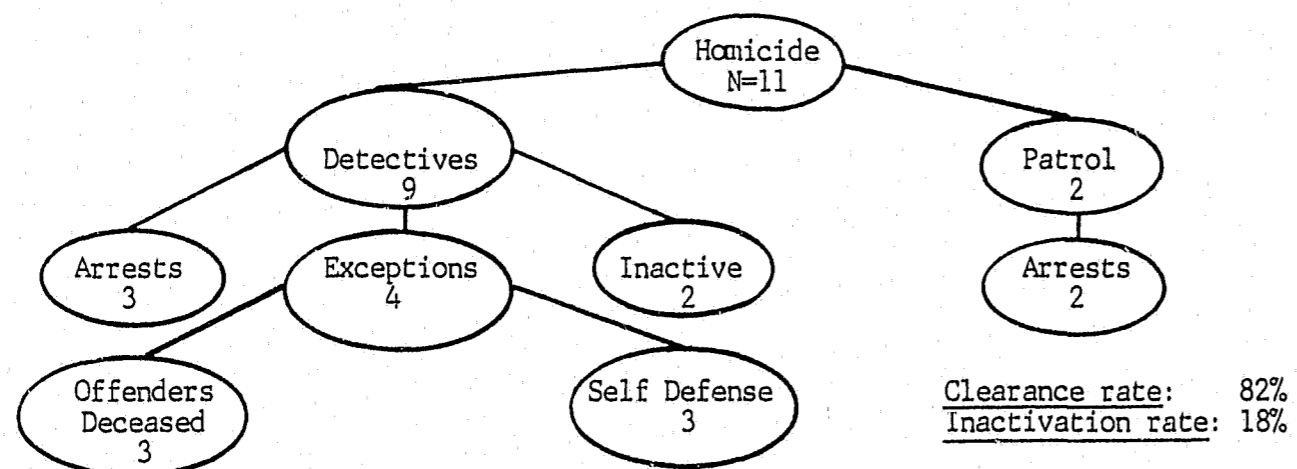 Homicide
N=11
Detectives
9
Patrol
2
Arrests
3
Exceptions
4
Inactive
2
Arrests
2
Offenders
Deceased
3
Self Defense
3
Clearance rate: 82%
Inactivation rate: 18%